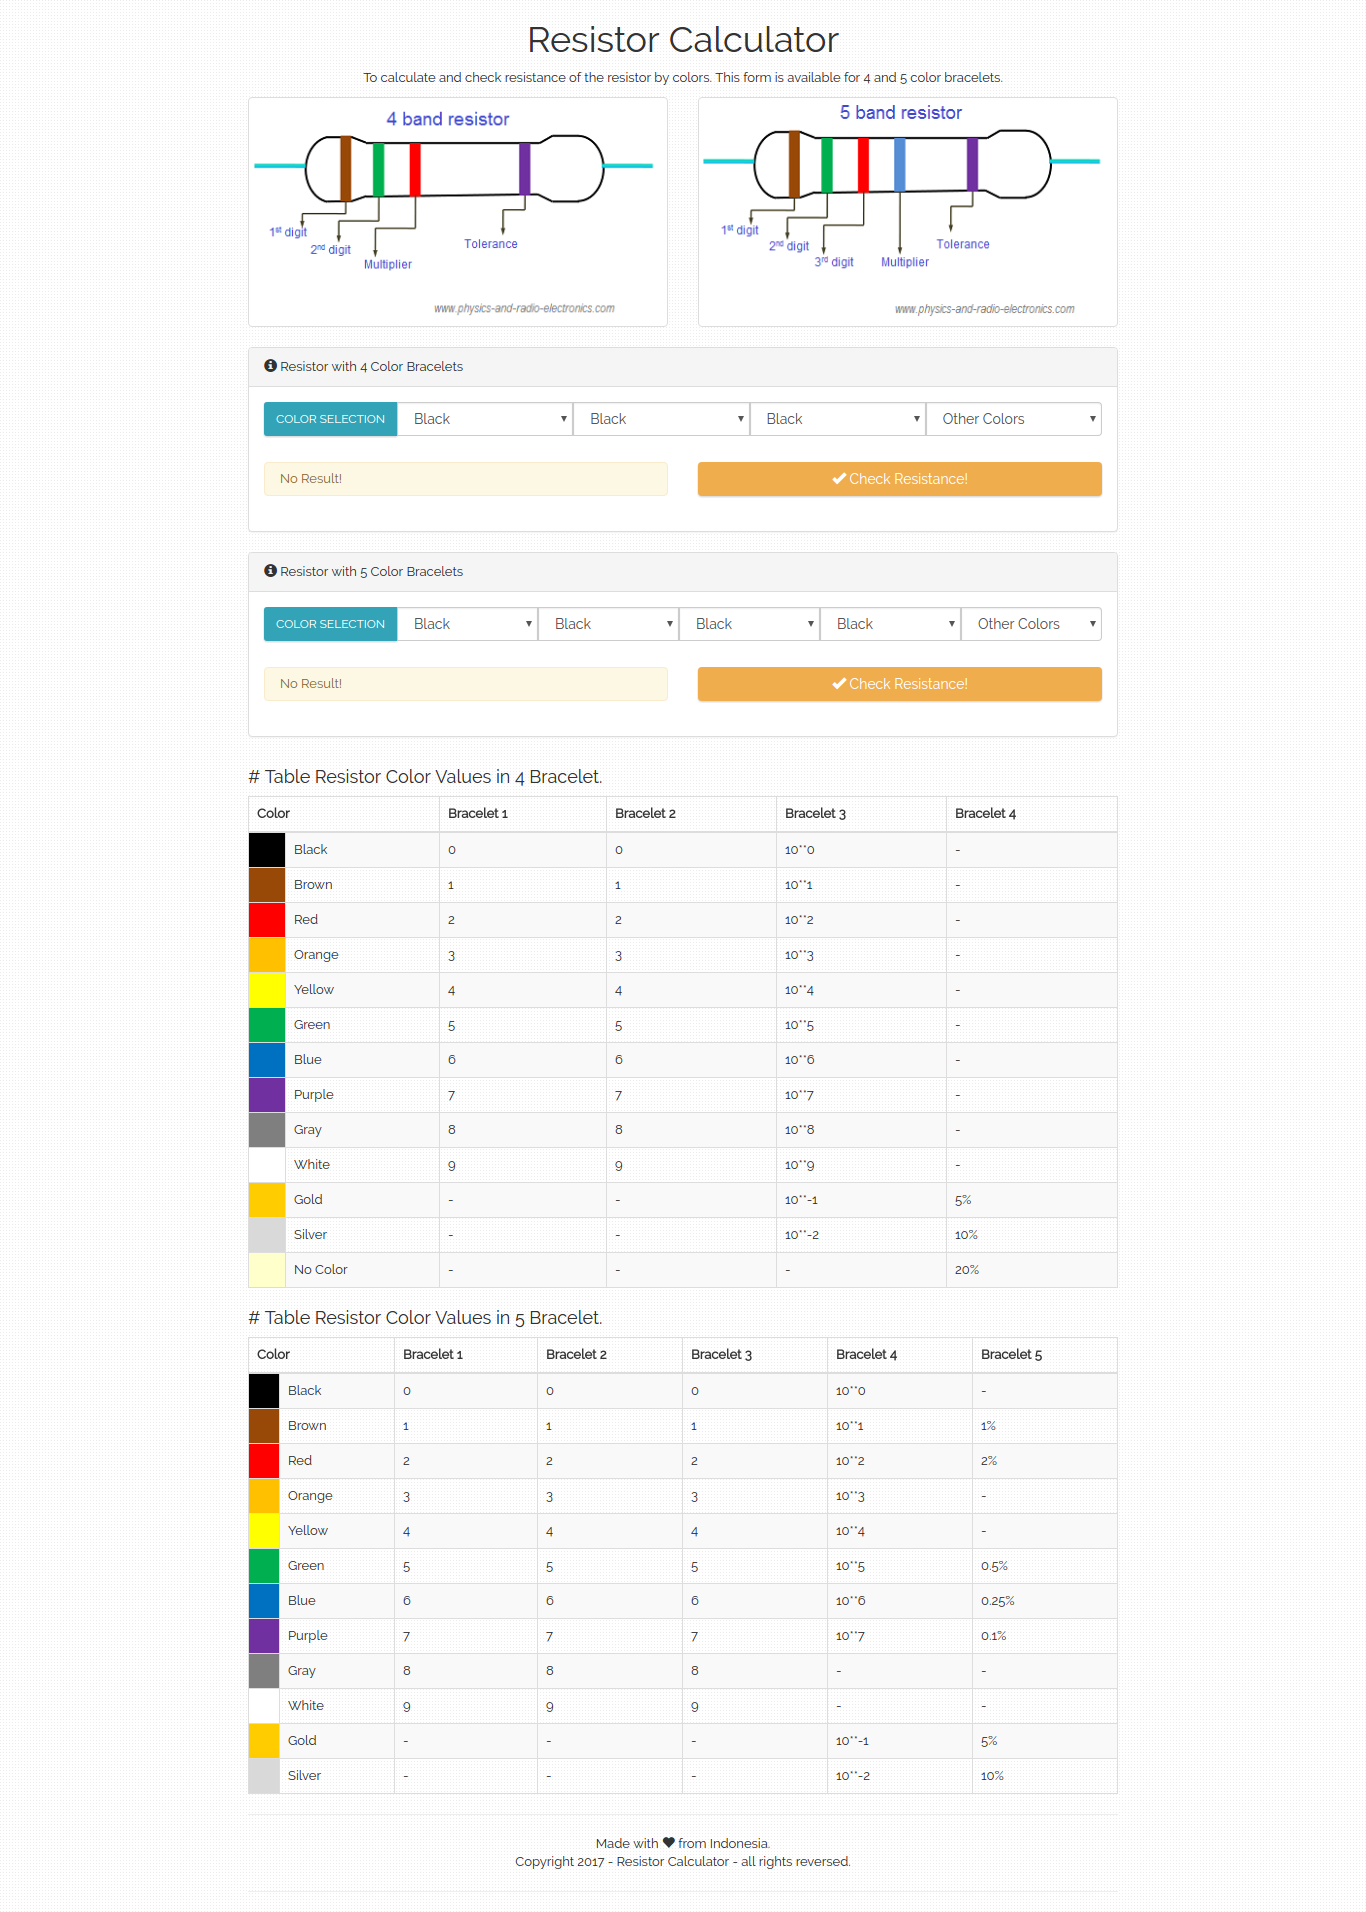 Resistor Calculator
To calculate and check resistance of the resistor by colors. This form is available for 4 and 5 color bracelets.
4 band resistor
1st digit
2nd digit
Multiplier
Tolerance
www.physics-and-radio-electronics.com
5 band resistor
1st digit
2nd digit
3rd digit
Multiplier
Tolerance
www.physics-and-radio-electronics.com
Resistor with 4 Color Bracelets
COLOR SELECTION Black Black Black Other Colors
No Result! Check Resistance!
Resistor with 5 Color Bracelets
COLOR SELECTION Black Black Black Black Other Colors
No Result! Check Resistance!
# Table Resistor Color Values in 4 Bracelet.
Color Bracelet 1 Bracelet 2 Bracelet 3 Bracelet 4
Black 0 0 10**0 -
Brown 1 1 10**1 -
Red 2 2 10**2 -
Orange 3 3 10**3 -
Yellow 4 4 10**4 -
Green 5 5 10**5 -
Blue 6 6 10**6 -
Purple 7 7 10**7 -
Gray 8 8 10**8 -
White 9 9 10**9 -
Gold - - 10**-1 5%
Silver - - 10**-2 10%
No Color - - - 20%
# Table Resistor Color Values in 5 Bracelet.
Color Bracelet 1 Bracelet 2 Bracelet 3 Bracelet 4 Bracelet 5
Black 0 0 0 10**0 -
Brown 1 1 1 10**1 1%
Red 2 2 2 10**2 2%
Orange 3 3 3 10**3 -
Yellow 4 4 4 10**4 -
Green 5 5 5 10**5 0.5%
Blue 6 6 6 10**6 0.25%
Purple 7 7 7 10**7 0.1%
Gray 8 8 8 - -
White 9 9 9 - -
Gold - - - 10**-1 5%
Silver - - - 10**-2 10%
Made with ♥ from Indonesia.
Copyright 2017 - Resistor Calculator - all rights reversed.